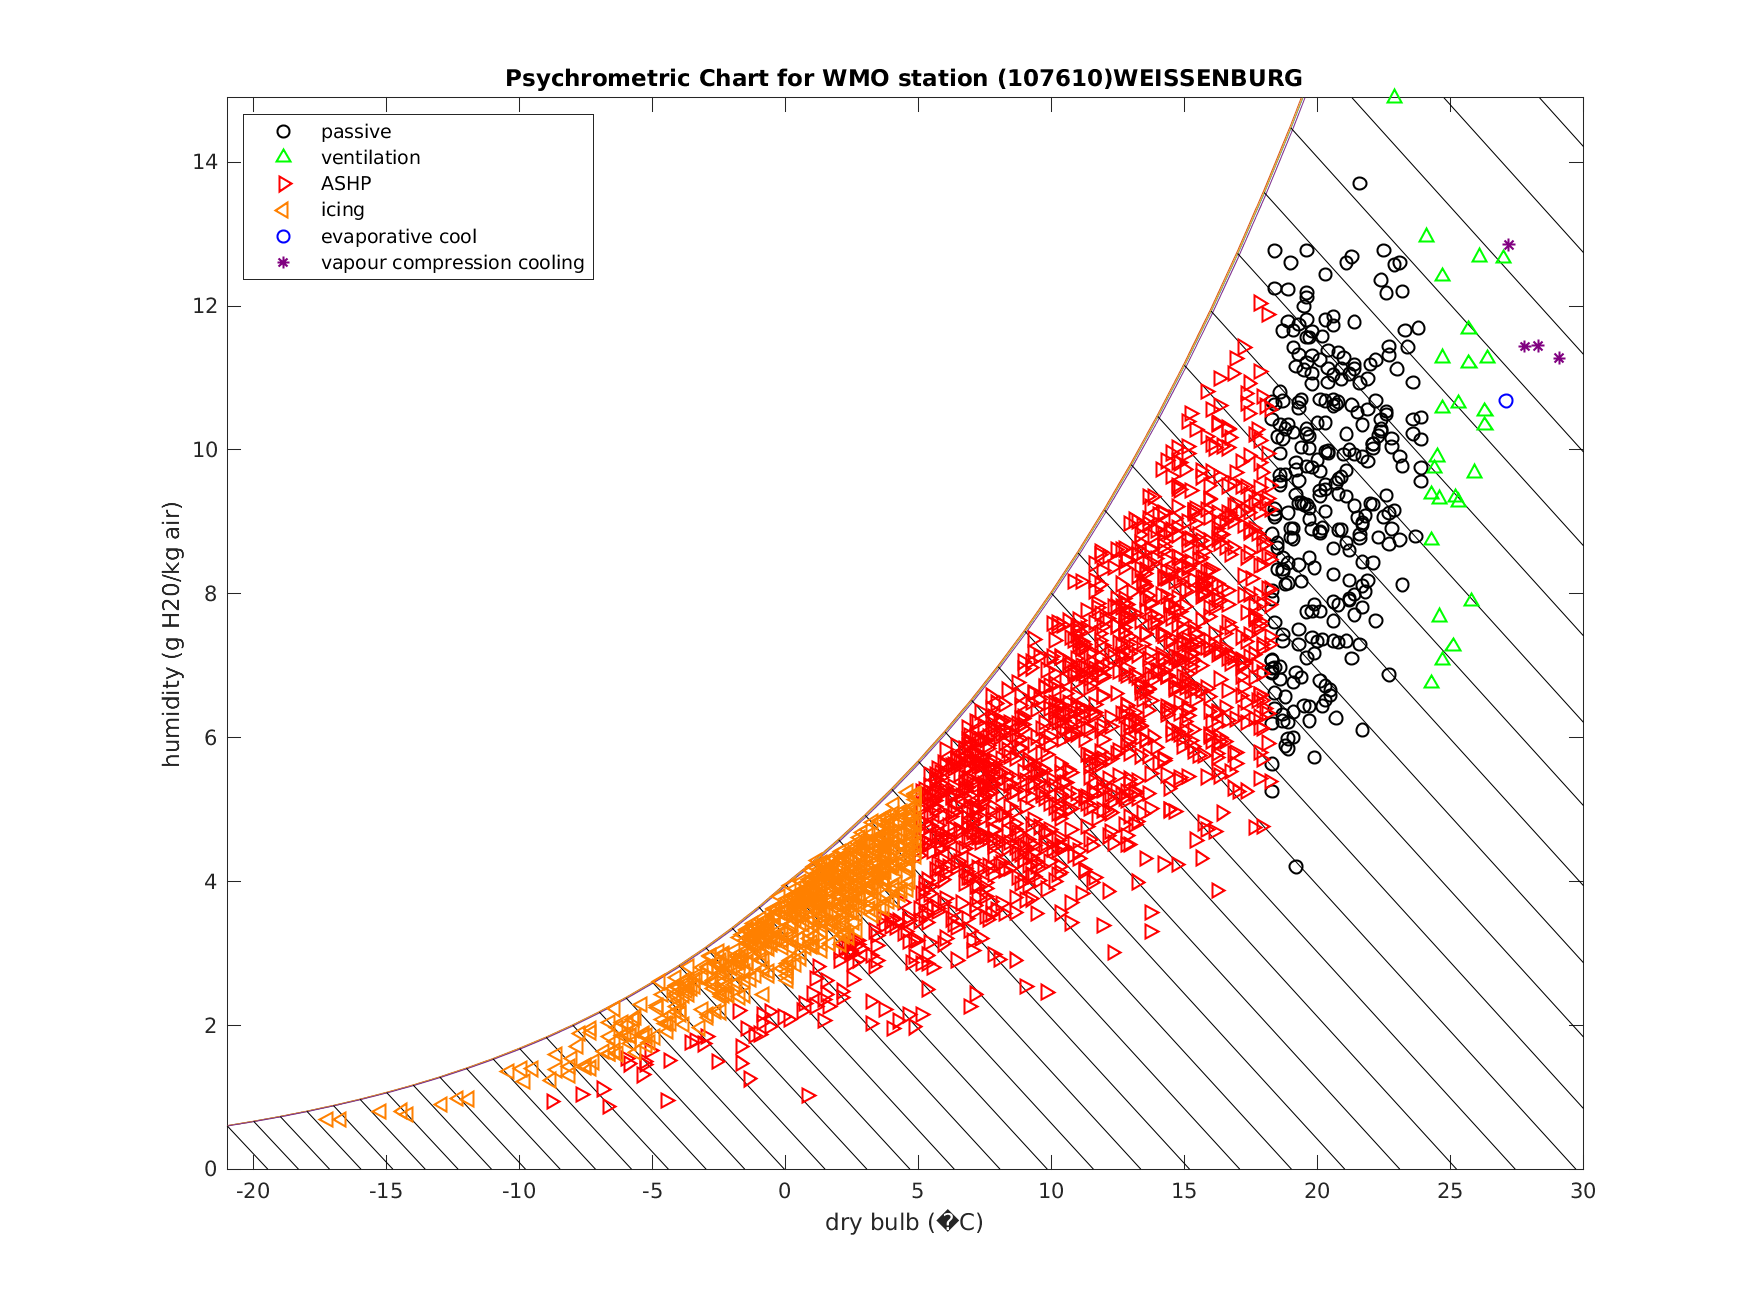 Psychrometric Chart for WMO station (107610)WEISSENBURG
passive
ventilation
ASHP
icing
evaporative cool
vapour compression cooling
humidity (g H20/kg air)
14
12
10
8
6
4
2
0
-20 -15 -10 -5 0 5 10 15 20 25 30
dry bulb (�C)